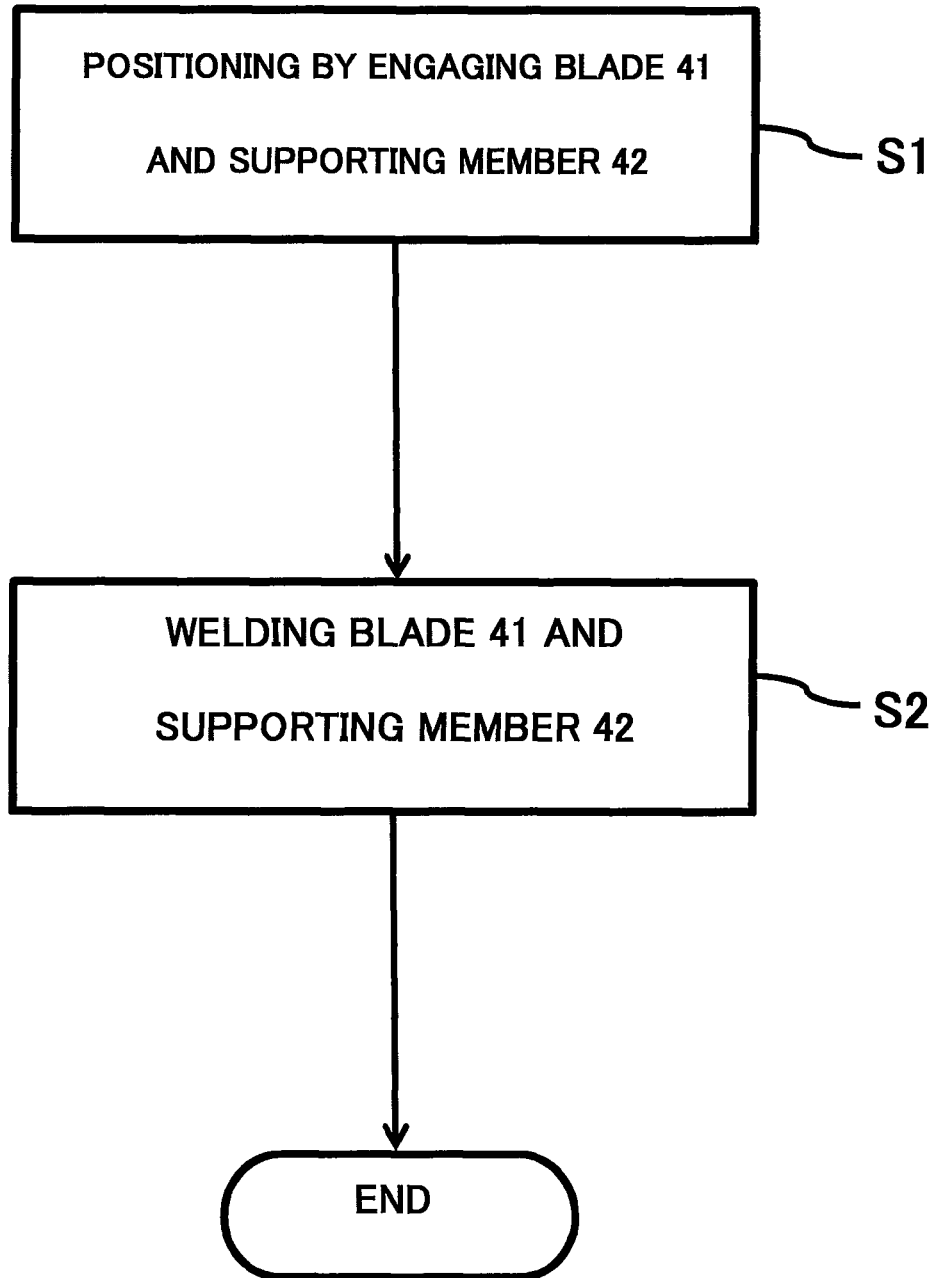 POSITIONING BY ENGAGING BLADE 41
AND SUPPORTING MEMBER 42
S1
WELDING BLADE 41 AND
SUPPORTING MEMBER 42
S2
END